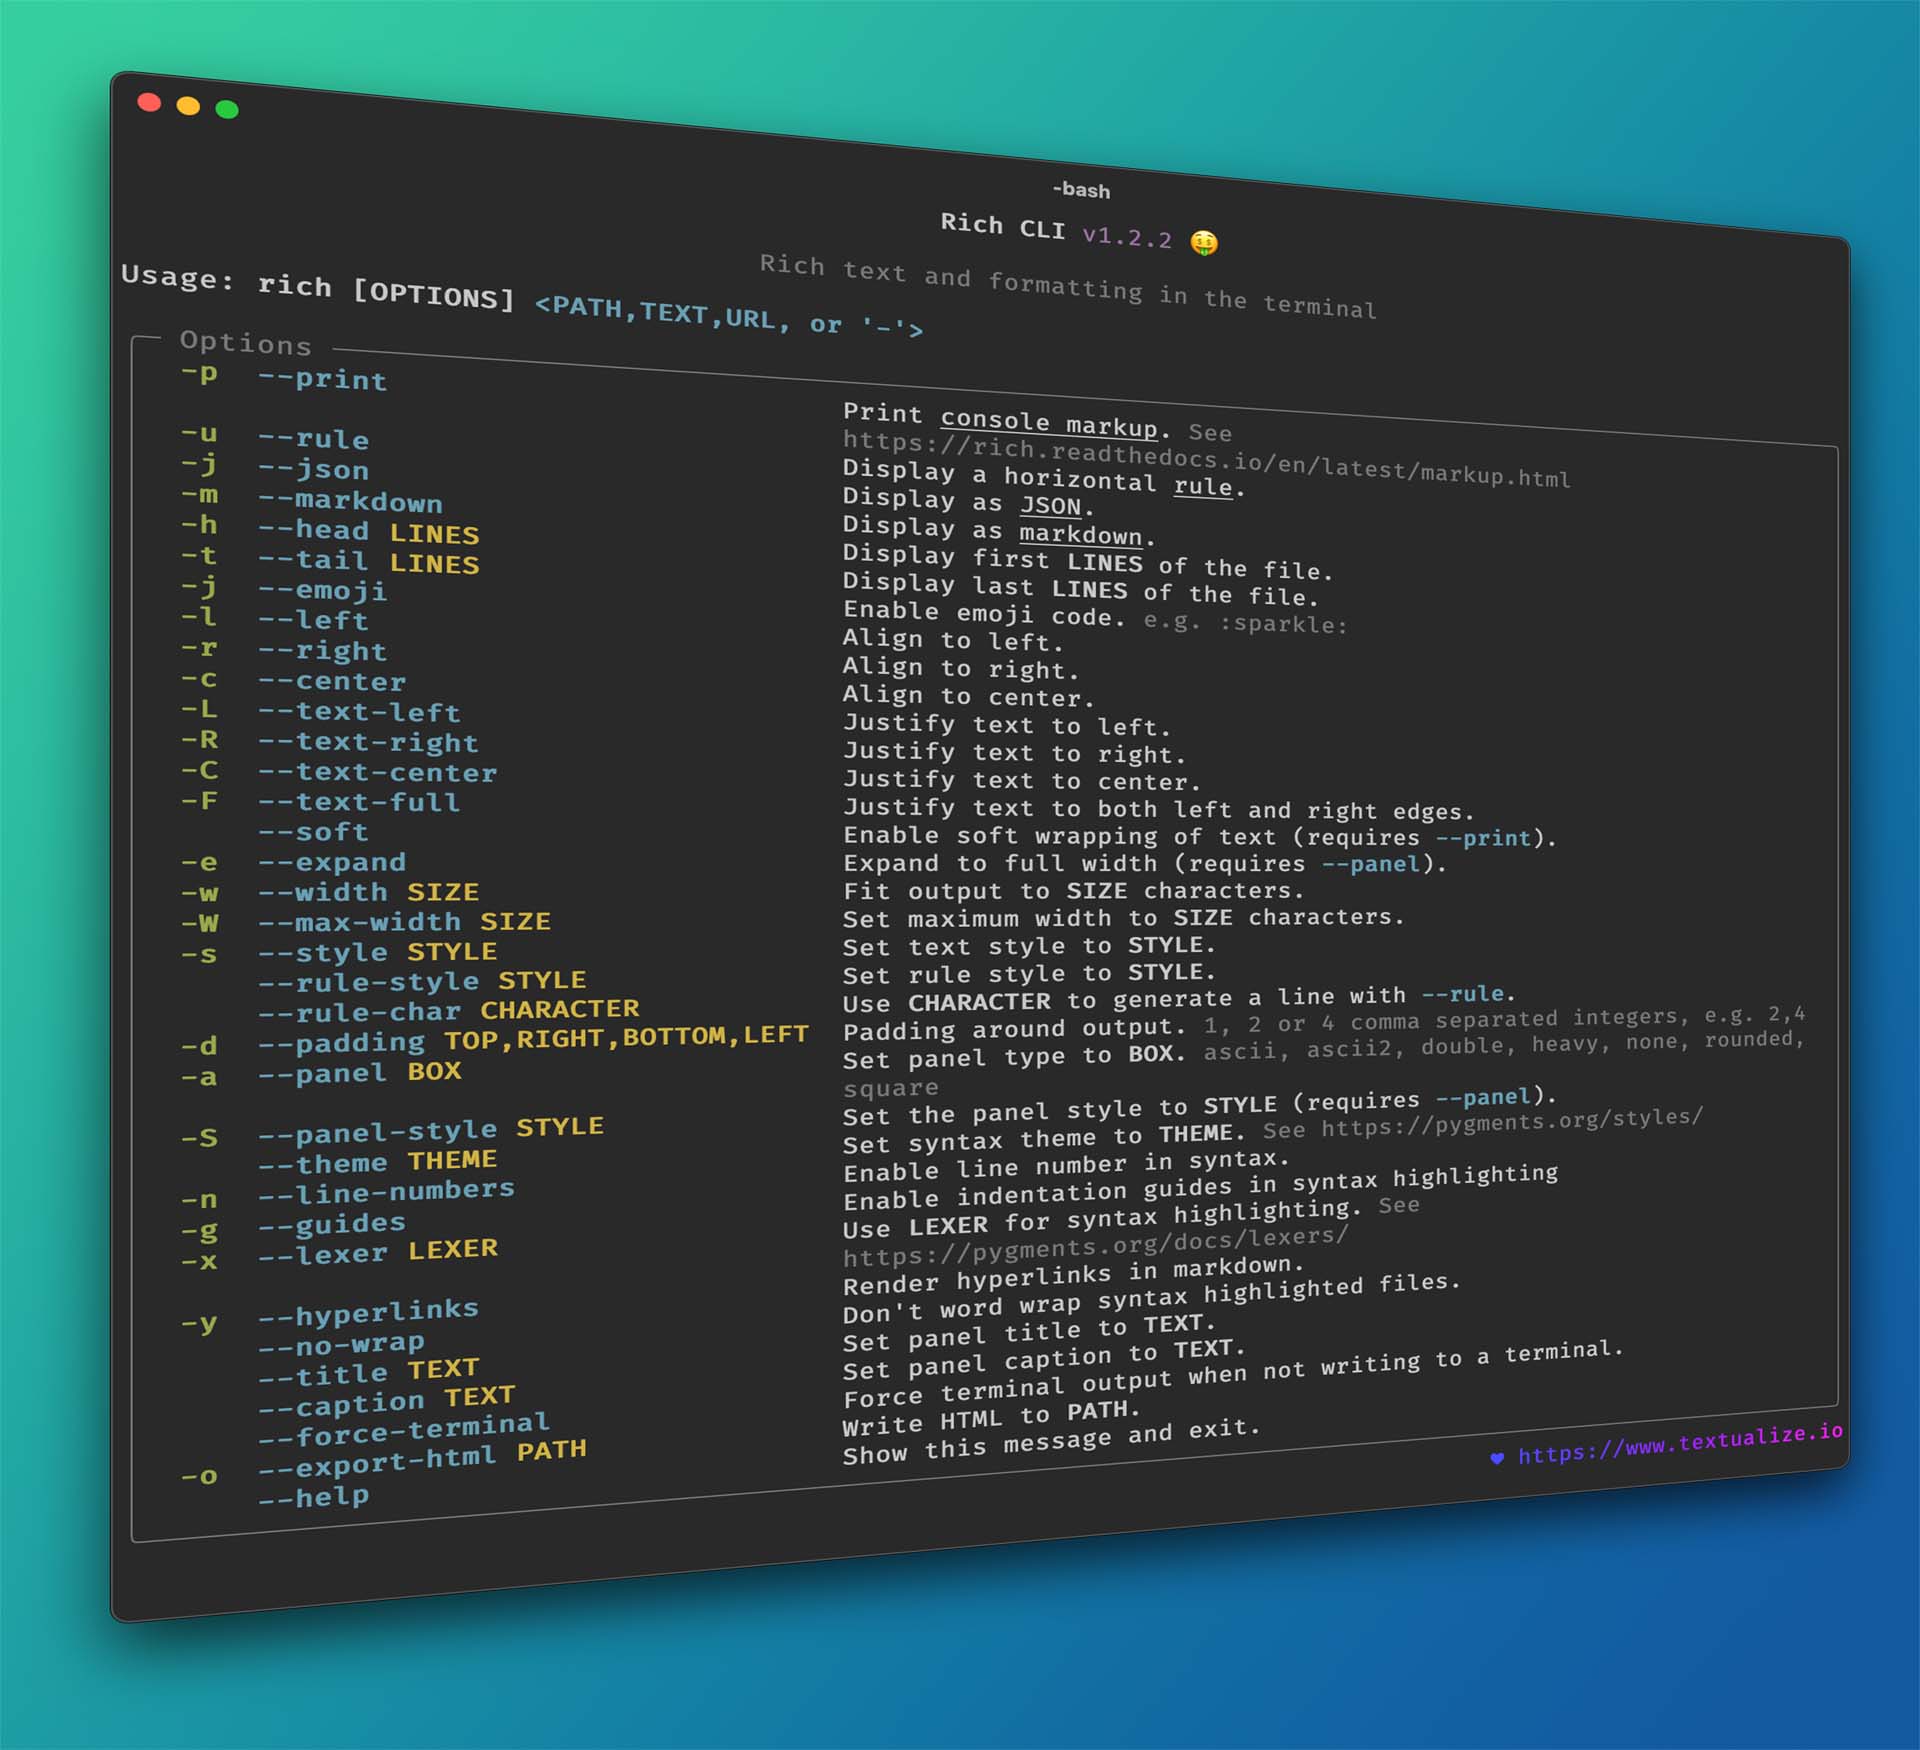 -bash
Rich CLI v1.2.2 🤑
Rich text and formatting in the terminal
Usage: rich [OPTIONS] <PATH,TEXT,URL, or '-'>
Options
-p --print Print console markup. See
https://rich.readthedocs.io/en/latest/markup.html
-u --rule Display a horizontal rule.
-j --json Display as JSON.
-m --markdown Display as markdown.
-h --head LINES Display first LINES of the file.
-t --tail LINES Display last LINES of the file.
-j --emoji Enable emoji code. e.g. :sparkle:
-l --left Align to left.
-r --right Align to right.
-c --center Align to center.
-L --text-left Justify text to left.
-R --text-right Justify text to right.
-C --text-center Justify text to center.
-F --text-full Justify text to both left and right edges.
--soft Enable soft wrapping of text (requires --print).
-e --expand Expand to full width (requires --panel).
-w --width SIZE Fit output to SIZE characters.
-W --max-width SIZE Set maximum width to SIZE characters.
-s --style STYLE Set text style to STYLE.
--rule-style STYLE Set rule style to STYLE.
--rule-char CHARACTER Use CHARACTER to generate a line with --rule.
-d --padding TOP,RIGHT,BOTTOM,LEFT Padding around output. 1, 2 or 4 comma separated integers, e.g. 2,4
-a --panel BOX Set panel type to BOX. ascii, ascii2, double, heavy, none, rounded,
square
-S --panel-style STYLE Set the panel style to STYLE (requires --panel).
--theme THEME Set syntax theme to THEME. See https://pygments.org/styles/
-n --line-numbers Enable line number in syntax.
-g --guides Enable indentation guides in syntax highlighting
-x --lexer LEXER Use LEXER for syntax highlighting. See
https://pygments.org/docs/lexers/
-y --hyperlinks Render hyperlinks in markdown.
--no-wrap Don't word wrap syntax highlighted files.
--title TEXT Set panel title to TEXT.
--caption TEXT Set panel caption to TEXT.
--force-terminal Force terminal output when not writing to a terminal.
-o --export-html PATH Write HTML to PATH.
--help Show this message and exit.
♥ https://www.textualize.io